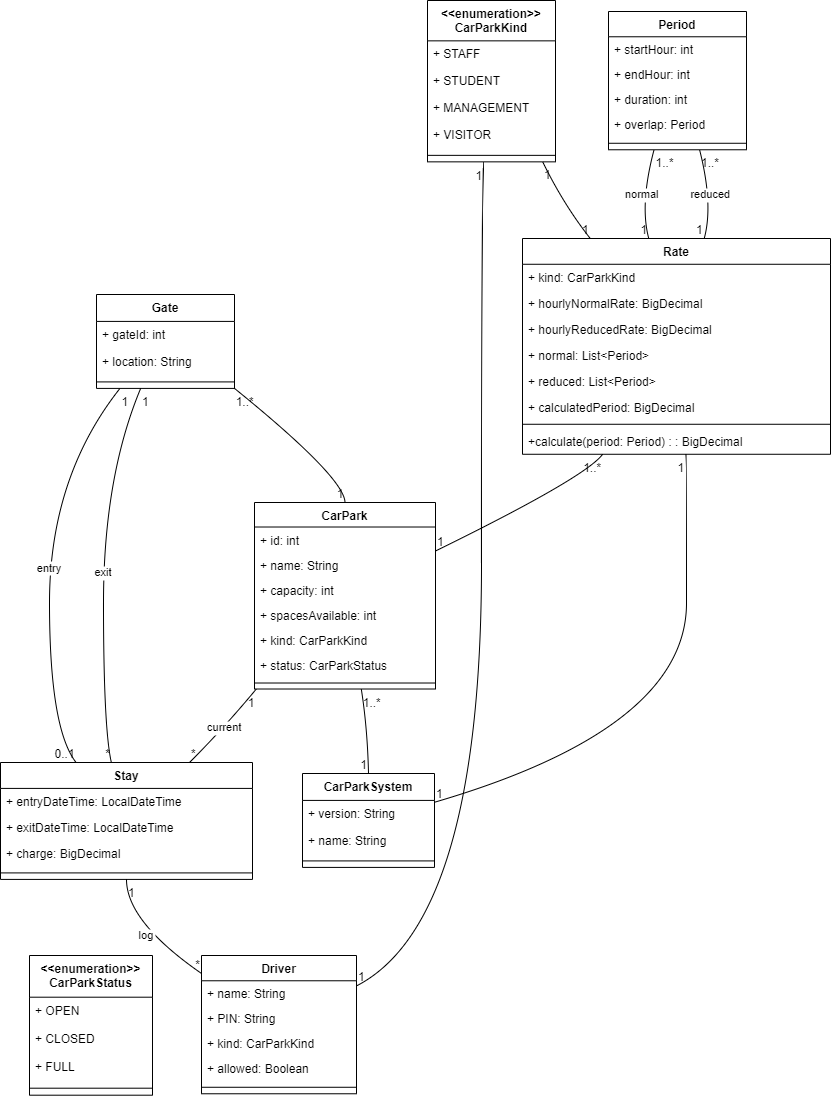 <<enumeration>>
CarParkKind
+ STAFF
+ STUDENT
+ MANAGEMENT
+ VISITOR
Period
+ startHour: int
+ endHour: int
+ duration: int
+ overlap: Period
1
1
1..*
1..*
normal
reduced
1
1
1
Rate
+ kind: CarParkKind
+ hourlyNormalRate: BigDecimal
+ hourlyReducedRate: BigDecimal
+ normal: List<Period>
+ reduced: List<Period>
+ calculatedPeriod: BigDecimal
+calculate(period: Period) : : BigDecimal
Gate
+ gateId: int
+ location: String
1
1
1..*
1..*
1
1
CarPark
+ id: int
+ name: String
+ capacity: int
+ spacesAvailable: int
+ kind: CarParkKind
+ status: CarParkStatus
1
entry
exit
1
1..*
current
0..1
*
*
1
Stay
+ entryDateTime: LocalDateTime
+ exitDateTime: LocalDateTime
+ charge: BigDecimal
CarParkSystem
+ version: String
+ name: String
1
1
log
*
1
<<enumeration>>
CarParkStatus
+ OPEN
+ CLOSED
+ FULL
Driver
+ name: String
+ PIN: String
+ kind: CarParkKind
+ allowed: Boolean